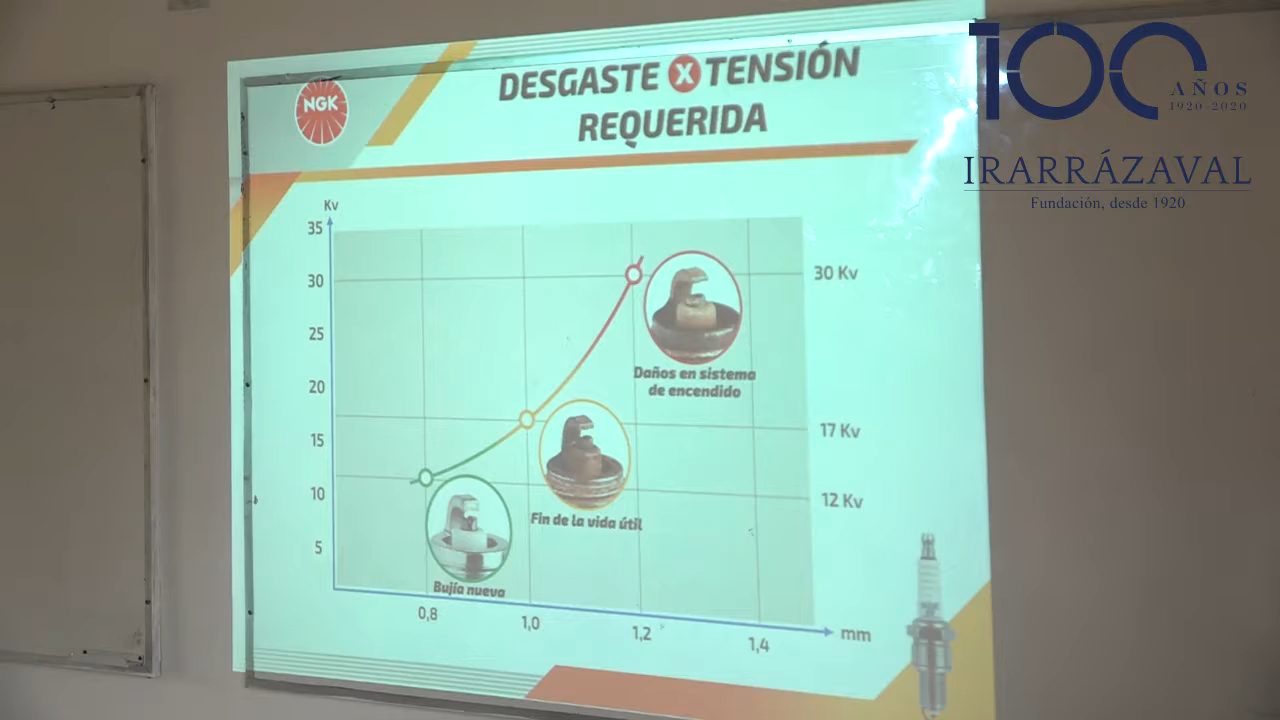 NGK
DESGASTE X TENSIÓN
REQUERIDA
100
AÑOS
1920-2020
IRARRÁZAVAL
Fundación, desde 1920
Kv
35
30
25
20
15
10
5
30 Kv
17 Kv
12 Kv
Daños en sistema
de encendido
Fin de la vida útil
Bujía nueva
0,8
1,0
1,2
1,4
mm